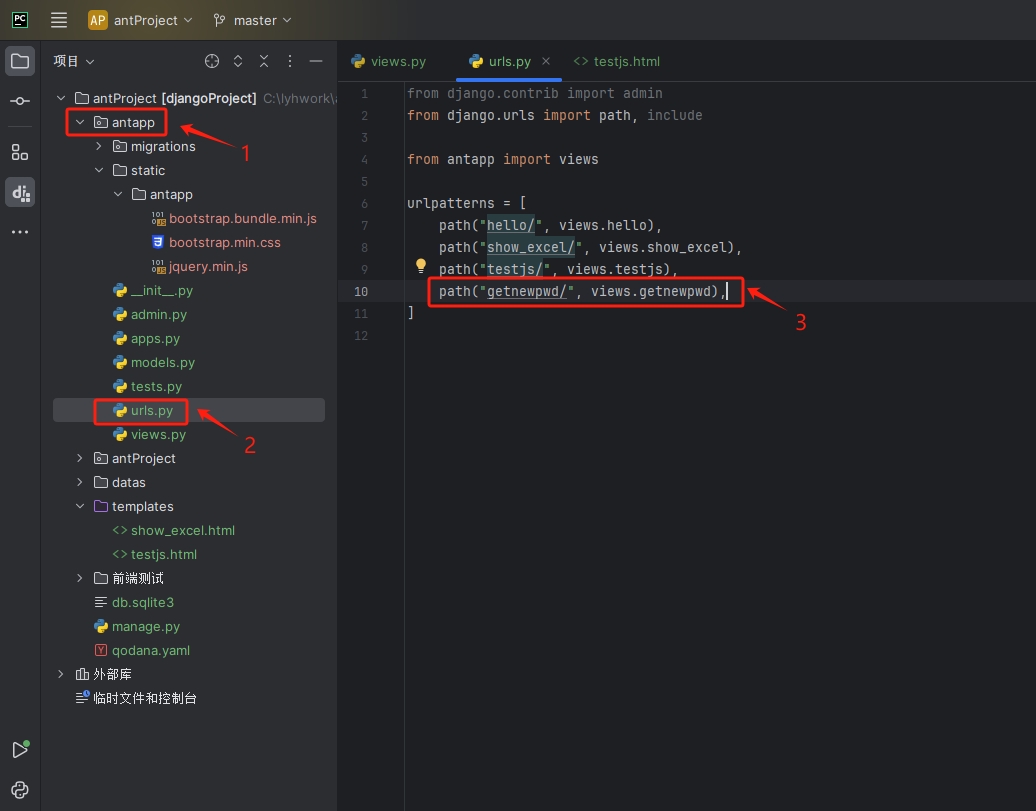 PC
AP antProject master
项目
views.py urls.py testjs.html
antProject [djangoProject] C:\lyhwork\
antapp
1
migrations
static
antapp
bootstrap.bundle.min.js
bootstrap.min.css
jquery.min.js
__init__.py
admin.py
apps.py
models.py
tests.py
urls.py
2
views.py
antProject
datas
templates
show_excel.html
testjs.html
前端测试
db.sqlite3
manage.py
qodana.yaml
外部库
临时文件和控制台
1 from django.contrib import admin
2 from django.urls import path, include
3
4 from antapp import views
5
6 urlpatterns = [
7 path("hello/", views.hello),
8 path("show_excel/", views.show_excel),
9 path("testjs/", views.testjs),
10 path("getnewpwd/", views.getnewpwd),
3
11 ]
12